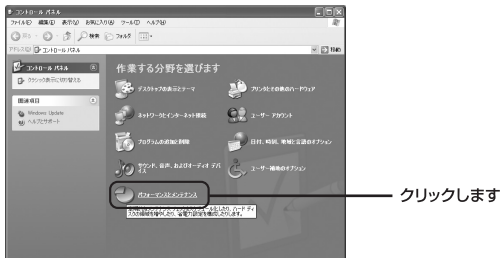 コントロール パネル
ファイル(F) 編集(E) 表示(V) お気に入り(A) ツール(T) ヘルプ(H)
戻る 検索 フォルダ
アドレス(D) コントロール パネル 移動
コントロール パネル
クラシック表示に切り替える
関連項目
Windows Update
ヘルプとサポート
作業する分野を選びます
デスクトップの表示とテーマ
プリンタとその他のハードウェア
ネットワークとインターネット接続
ユーザー アカウント
プログラムの追加と削除
日付、時刻、地域と言語のオプション
サウンド、音声、およびオーディオ デバイス
ユーザー補助のオプション
パフォーマンスとメンテナンス
クリックします